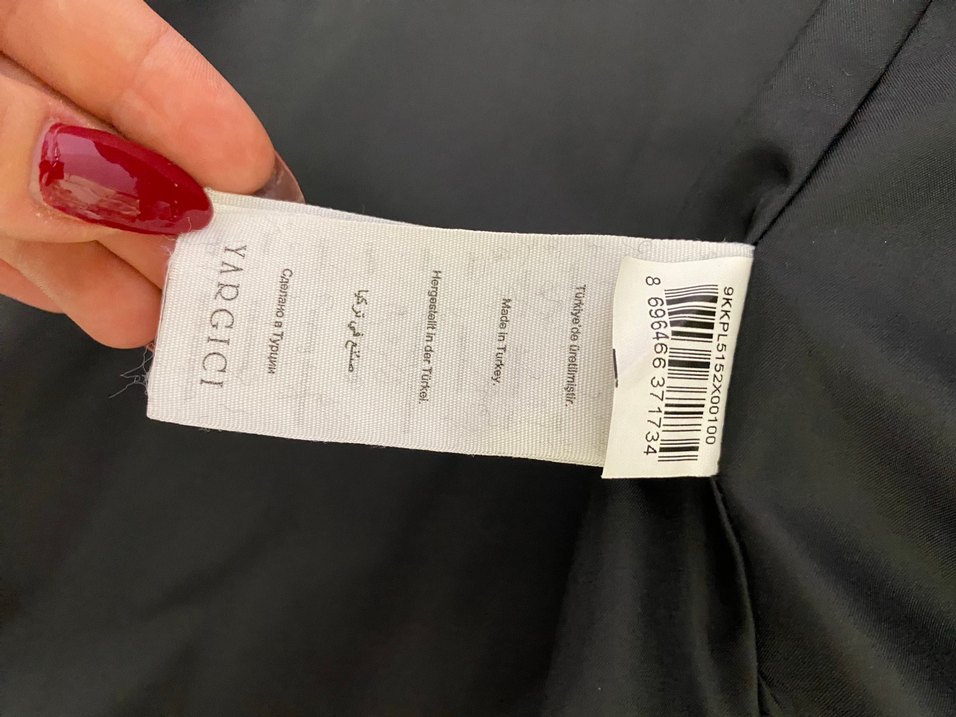 9KKPL5152X00100
8 696466 371734
Türkiye'de üretilmiştir.
Made in Turkey.
Hergestellt in der Türkei.
صنع في تركيا
Сделано в Турции
YARGICI